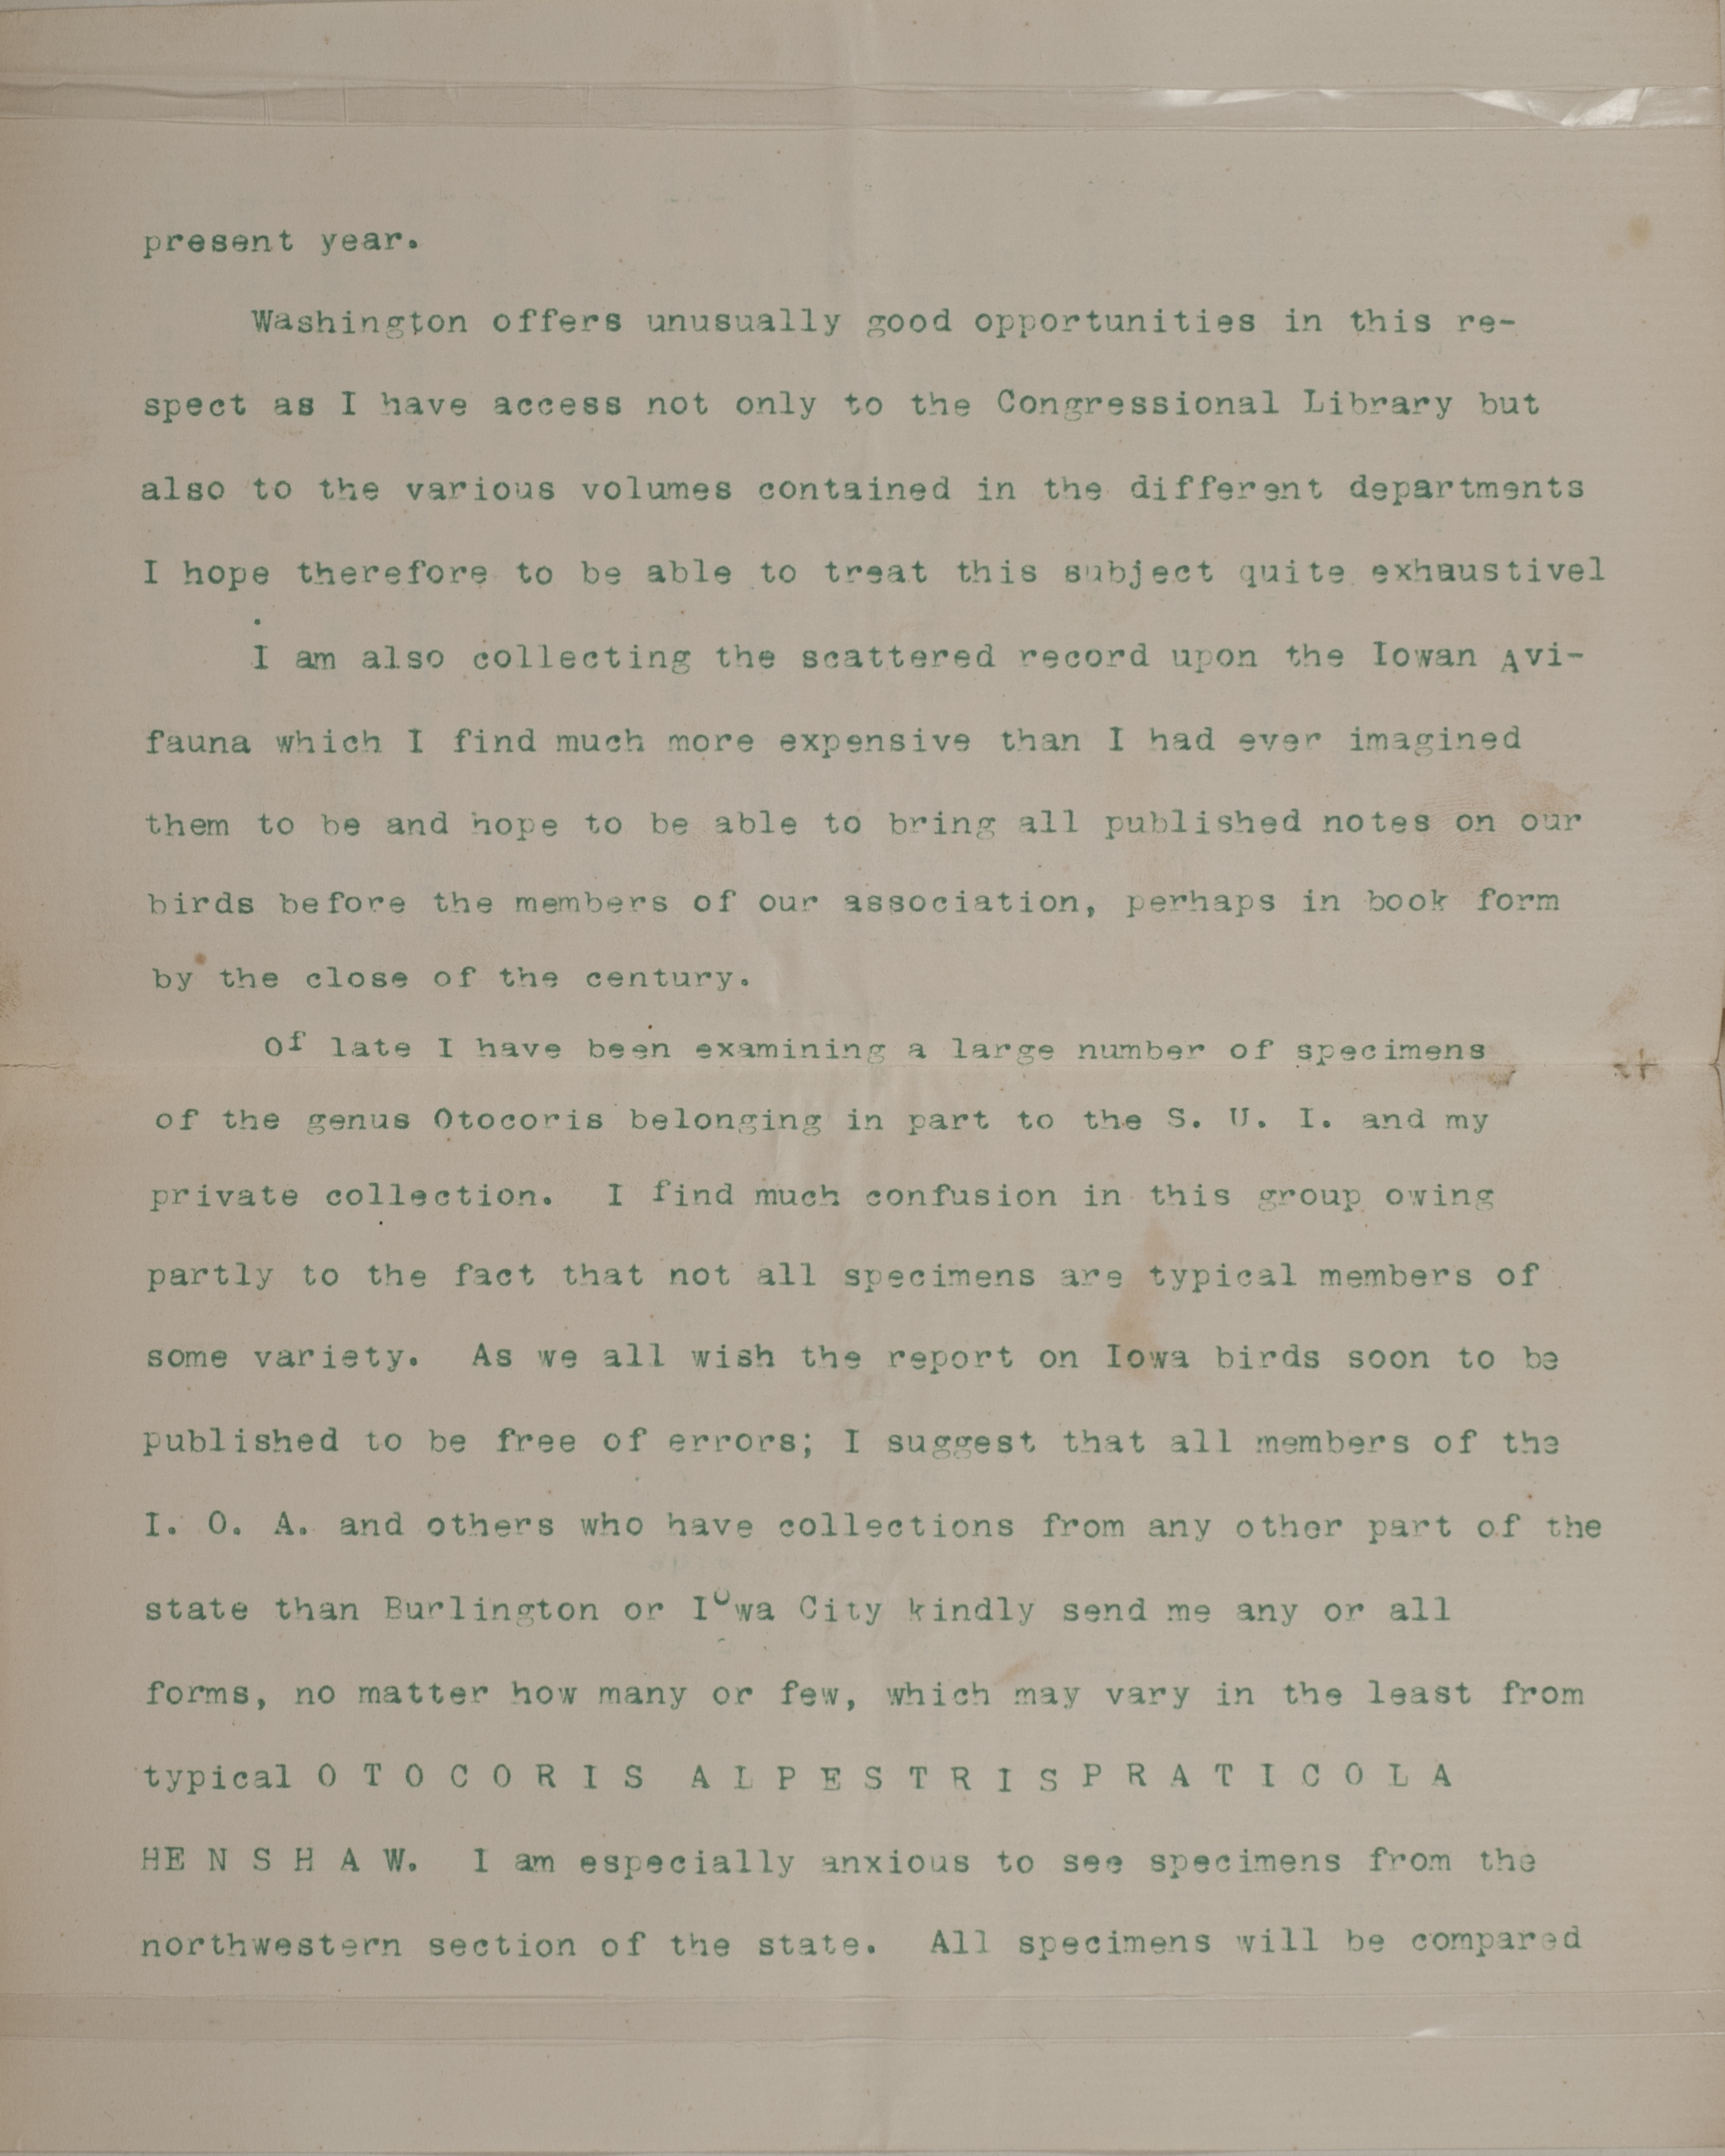 present year.
Washington offers unusually good opportunities in this re-
spect as I have access not only to the Congressional Library but
also to the various volumes contained in the different departments
I hope therefore to be able to treat this subject quite exhaustivel
.
I am also collecting the scattered record upon the Iowan Avi-
fauna which I find much more expensive than I had ever imagined
them to be and hope to be able to bring all published notes on our
birds before the members of our association, perhaps in book form
by the close of the century.
Of late I have been examining a large number of specimens
of the genus Otocoris belonging in part to the S. U. I. and my
private collection.  I find much confusion in this group owing
partly to the fact that not all specimens are typical members of
some variety.  As we all wish the report on Iowa birds soon to be
published to be free of errors; I suggest that all members of the
I. O. A. and others who have collections from any other part of the
state than Burlington or Iowa City kindly send me any or all
forms, no matter how many or few, which may vary in the least from
typical O T O C O R I S  A L P E S T R I S P R A T I C O L A
HE N S H A W.  I am especially anxious to see specimens from the
northwestern section of the state.  All specimens will be compared